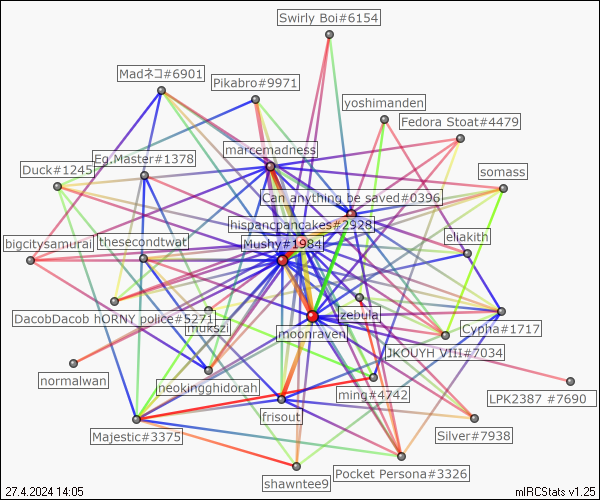 Swirly Boi#6154
Madネコ#6901
Pikabro#9971
yoshimanden
Fedora Stoat#4479
marcemadness
Eg.Master#1378
Duck#1245
somass
Can anything be saved#0396
hispancpancakes#2928
eliakith
bigcitysamurai
thesecondtwat
Mushy#1984
DacobDacob hORNY police#5271
mukszi
zebula
moonraven
Cypha#1717
JKOUYH VIII#7034
normalwan
neokingghidorah
ming#4742
LPK2387 #7690
frisout
Majestic#3375
Silver#7938
Pocket Persona#3326
shawntee9
27.4.2024 14:05
mIRCStats v1.25